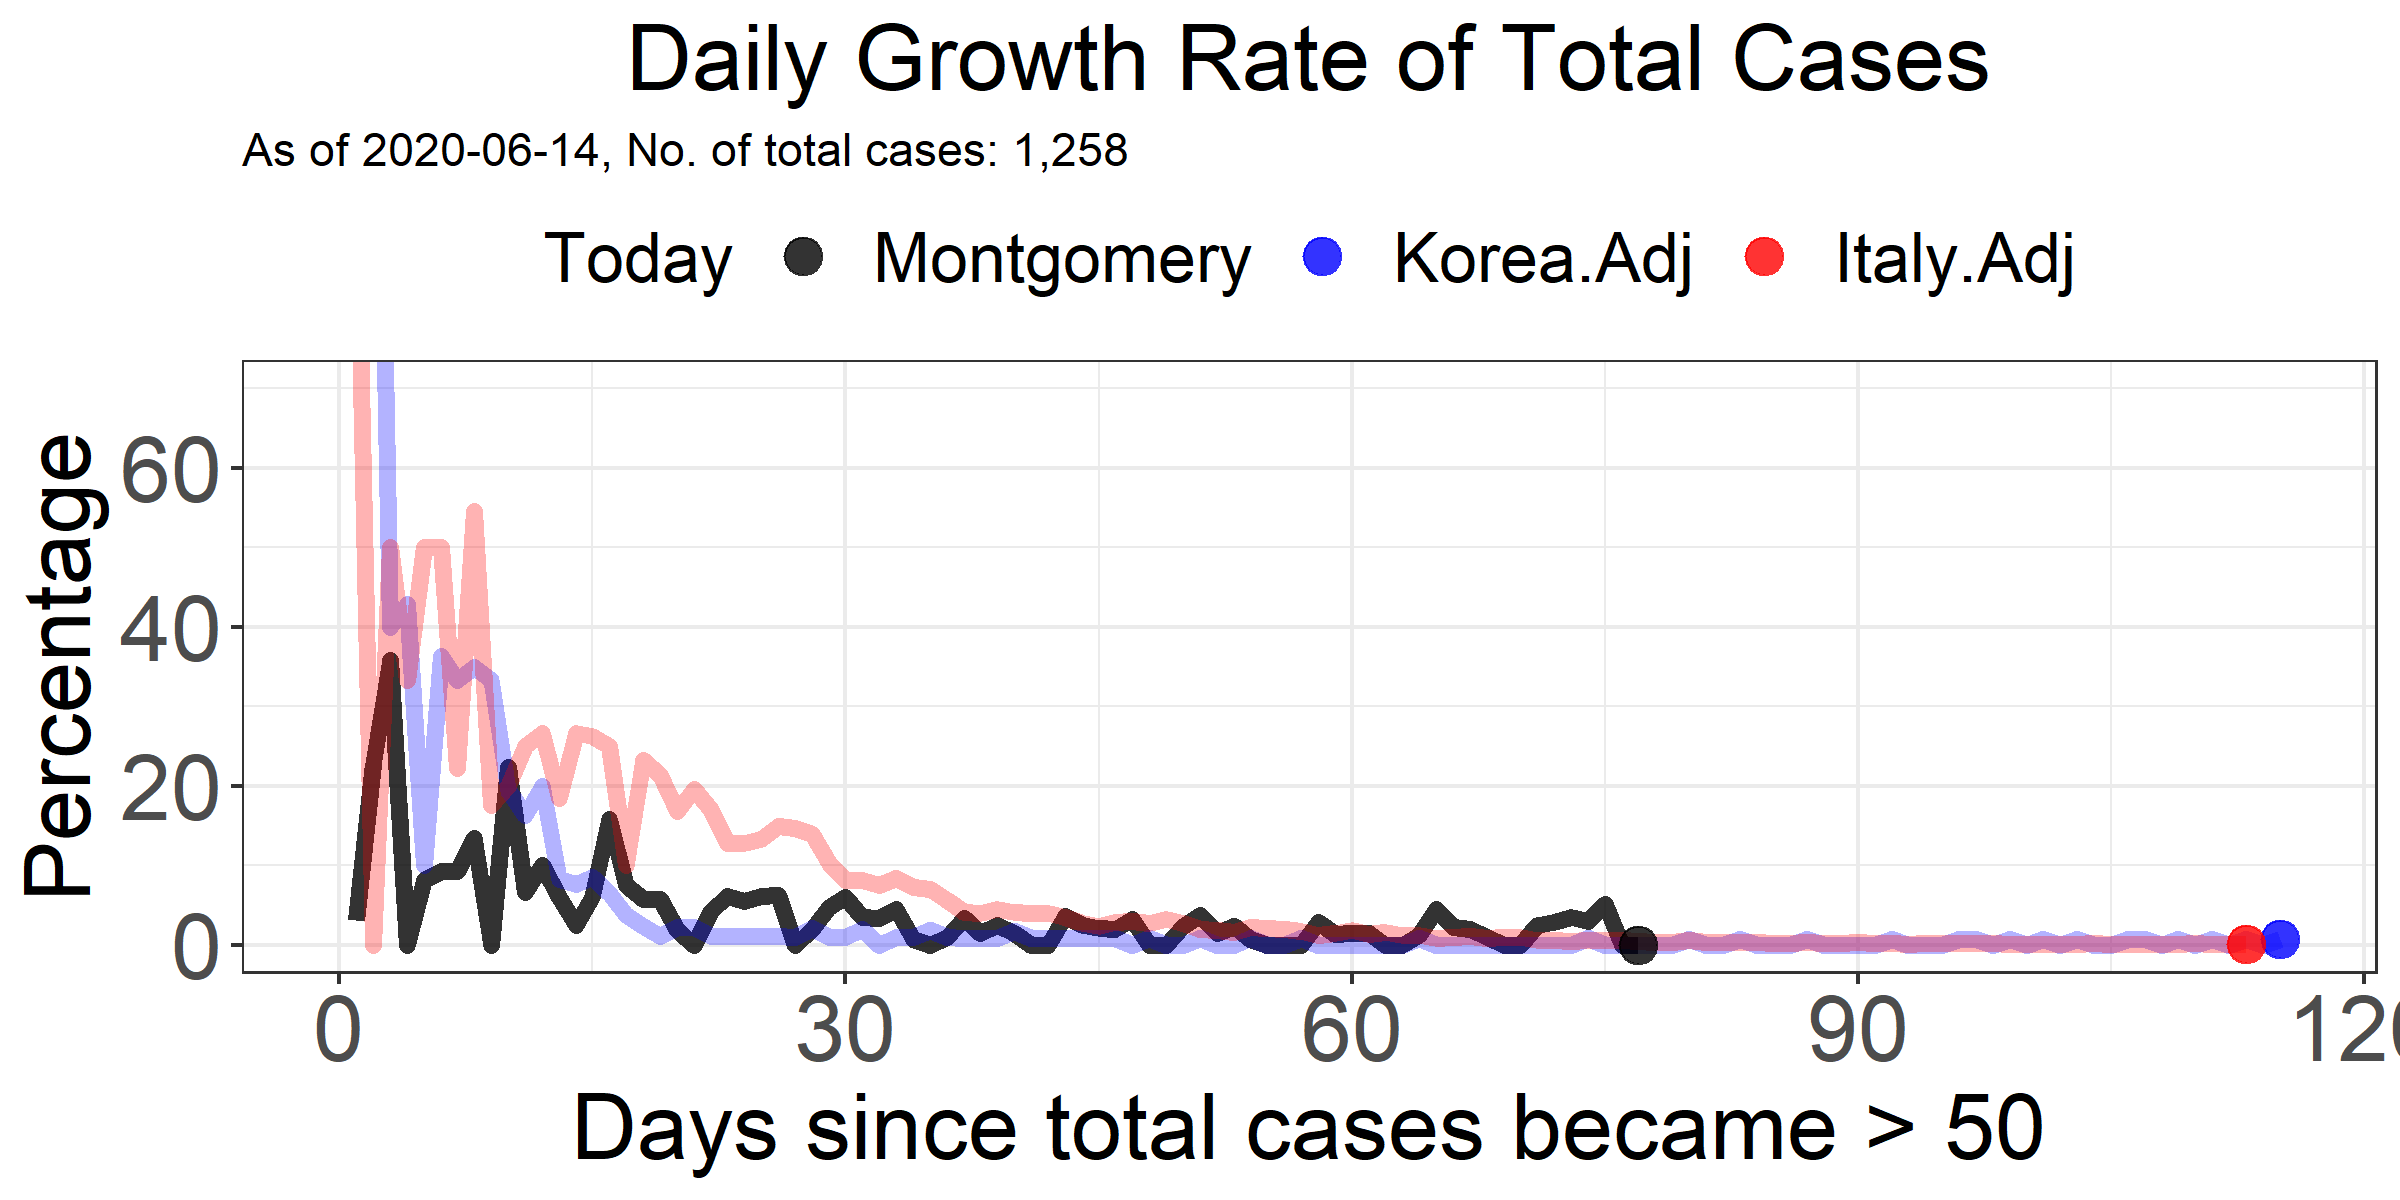 Daily Growth Rate of Total Cases
As of 2020-06-14, No. of total cases: 1,258
Today Montgomery Korea.Adj Italy.Adj
Percentage
60
40
20
0
0 30 60 90 120
Days since total cases became > 50